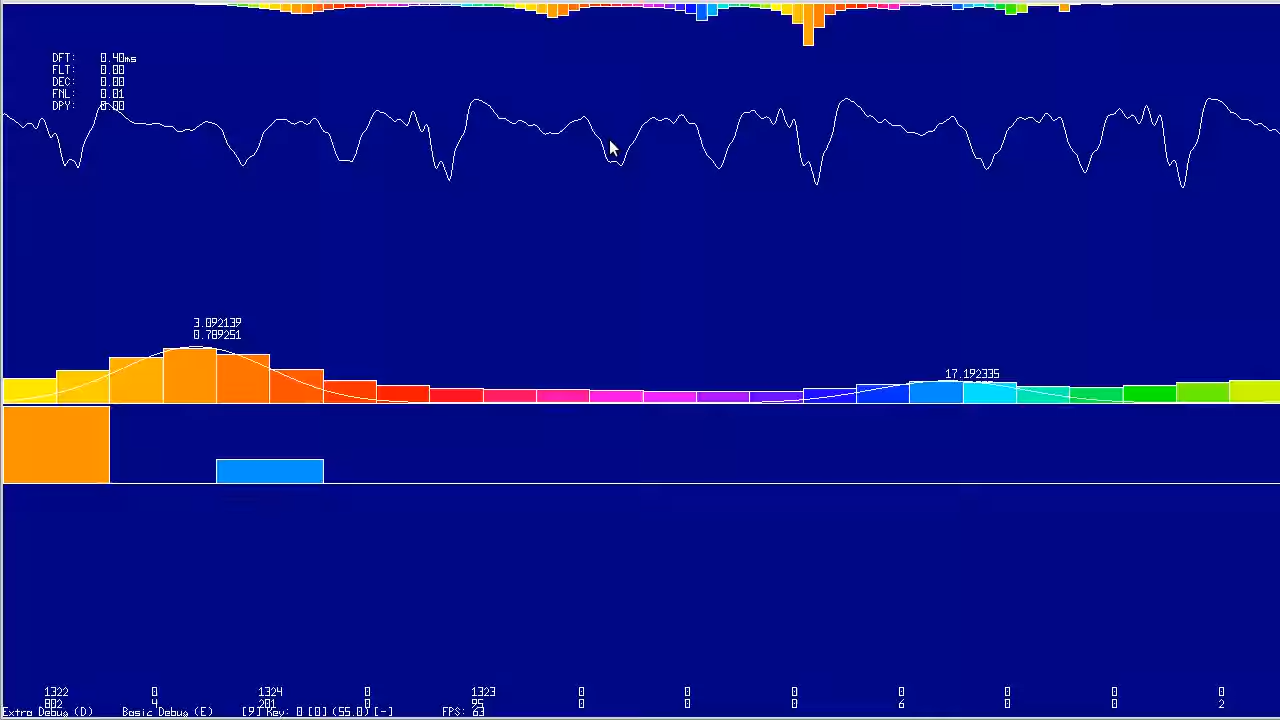 DFT: 0.40ms
FLT: 0.00
DEC: 0.00
FNL: 0.01
DPY: 0.00
3.092139
0.789251
17.192335
1322 0 1324 0 1323 0 0 0 0 0 0 0
802 4 201 0 95 0 0 0 6 0 0 2
Extra Debug (D) Basic Debug (E) [9] Key: 0 [0] (55.0) [-] FPS: 63